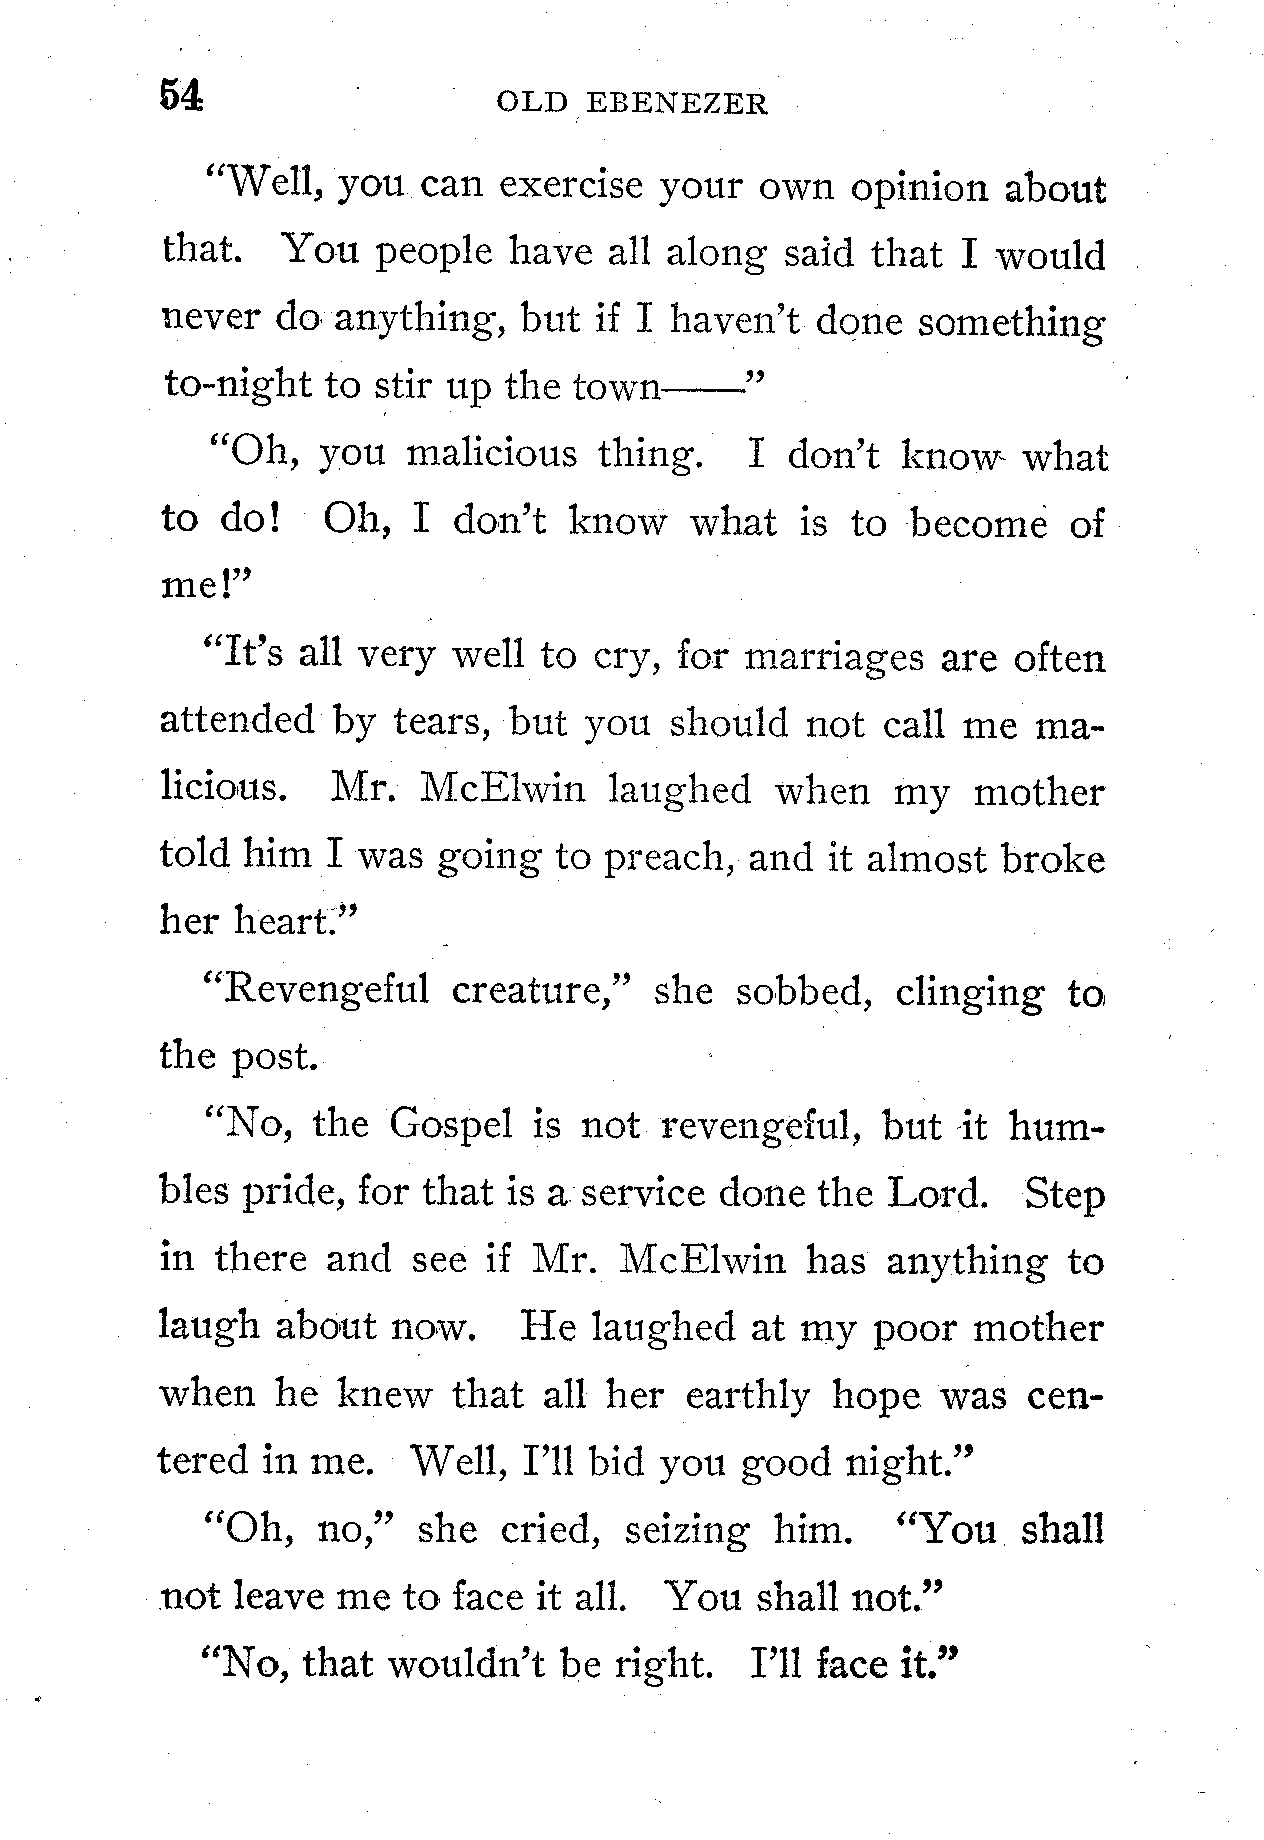 54 OLD EBENEZER
“Well, you can exercise your own opinion about
that. You people have all along said that I would
never do anything, but if I haven’t done something
to-night to stir up the town——”
“Oh, you malicious thing. I don’t know what
to do! Oh, I don’t know what is to become of
me!”
“It’s all very well to cry, for marriages are often
attended by tears, but you should not call me ma-
licious. Mr. McElwin laughed when my mother
told him I was going to preach, and it almost broke
her heart.”
“Revengeful creature,” she sobbed, clinging to
the post.
“No, the Gospel is not revengeful, but it hum-
bles pride, for that is a service done the Lord. Step
in there and see if Mr. McElwin has anything to
laugh about now. He laughed at my poor mother
when he knew that all her earthly hope was cen-
tered in me. Well, I’ll bid you good night.”
“Oh, no,” she cried, seizing him. “You shall
not leave me to face it all. You shall not.”
“No, that wouldn’t be right. I’ll face it.”